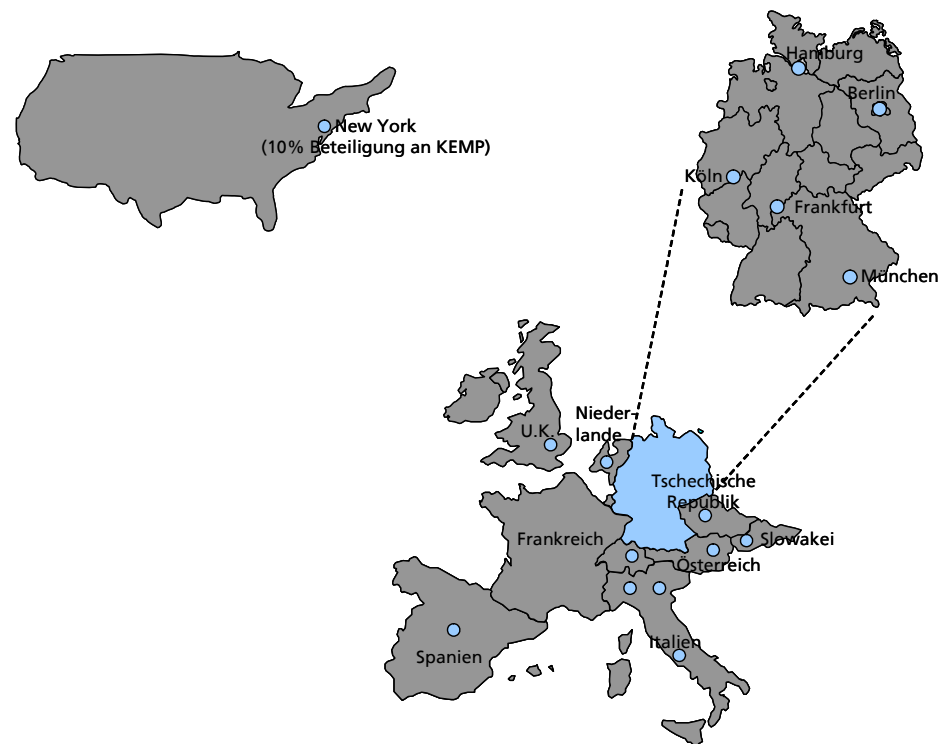 Hamburg
Berlin
New York
(10% Beteiligung an KEMP)
Köln
Frankfurt
München
Nieder-
lande
U.K.
Tschechische
Republik
Frankreich
Slowakei
Österreich
Italien
Spanien